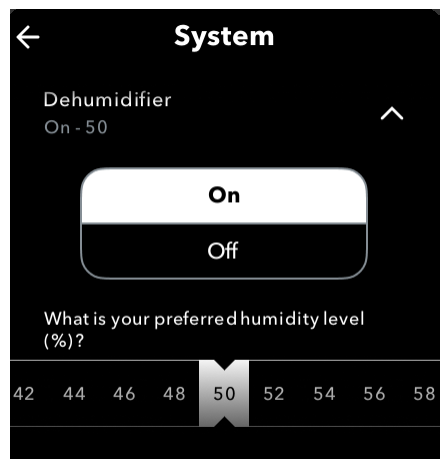 System
Dehumidifier
On - 50
On
Off
What is your preferred humidity level
(%)?
42 44 46 48 50 52 54 56 58